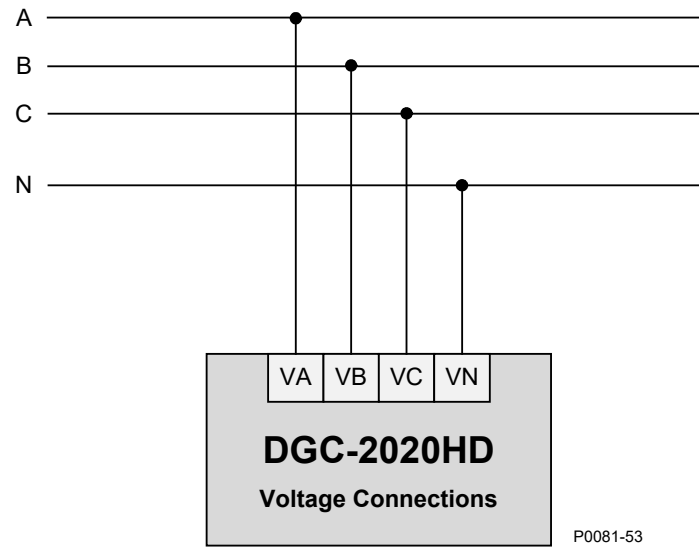 A
B
C
N
VA VB VC VN
DGC-2020HD
Voltage Connections
P0081-53